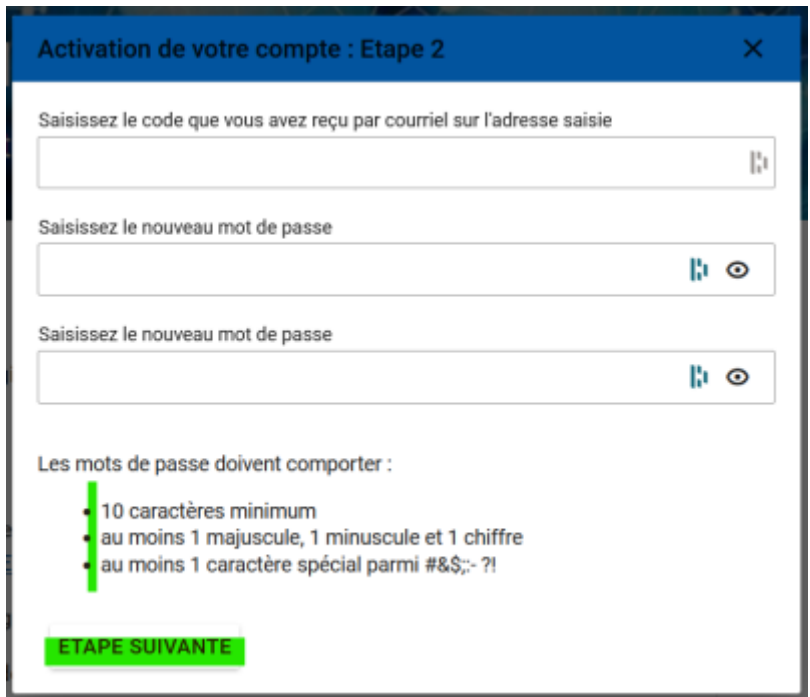 Activation de votre compte : Etape 2
Saisissez le code que vous avez reçu par courriel sur l'adresse saisie
Saisissez le nouveau mot de passe
Saisissez le nouveau mot de passe
Les mots de passe doivent comporter :
• 10 caractères minimum
• au moins 1 majuscule, 1 minuscule et 1 chiffre
• au moins 1 caractère spécial parmi #&$;:- ?!
ETAPE SUIVANTE